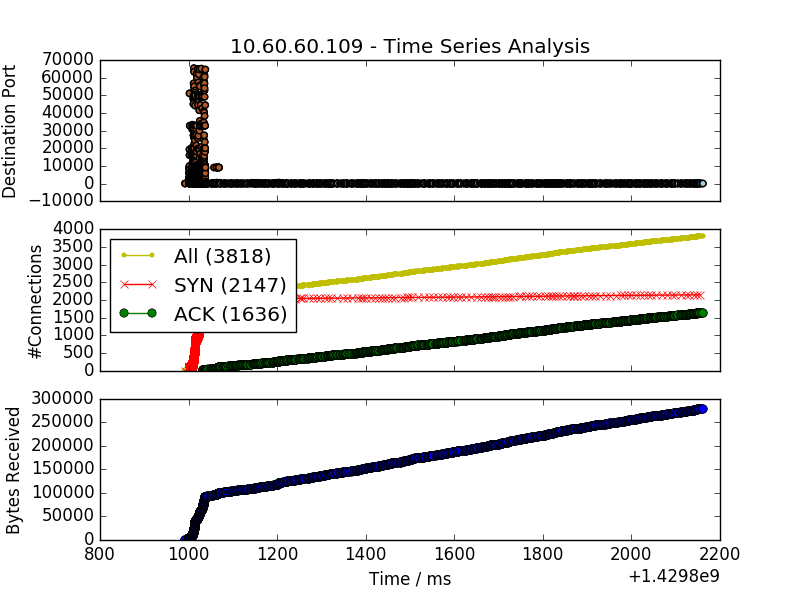 10.60.60.109 - Time Series Analysis
70000
60000
50000
40000
30000
20000
10000
0
−10000
Destination Port
4000
3500
3000
2500
2000
1500
1000
500
0
#Connections
All (3818)
SYN (2147)
ACK (1636)
300000
250000
200000
150000
100000
50000
0
Bytes Received
800 1000 1200 1400 1600 1800 2000 2200
Time / ms
+1.4298e9